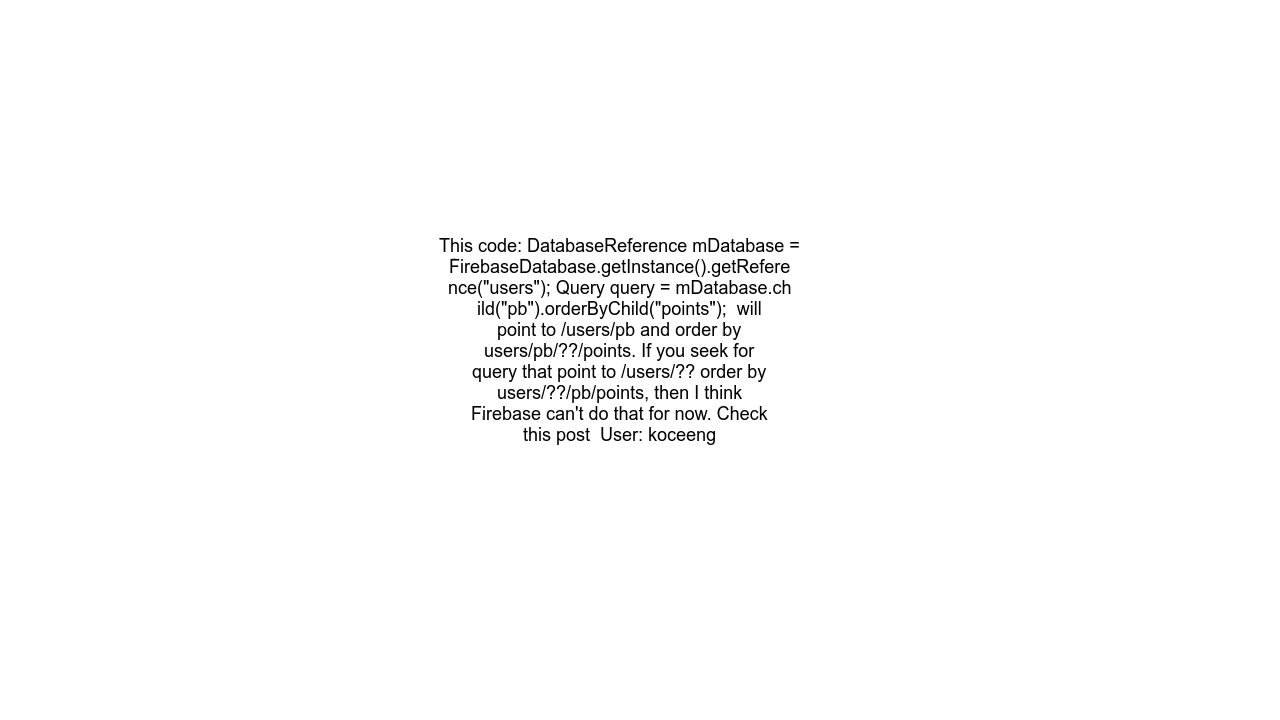 This code: DatabaseReference mDatabase =
FirebaseDatabase.getInstance().getRefere
nce("users"); Query query = mDatabase.ch
ild("pb").orderByChild("points");  will
point to /users/pb and order by
users/pb/??/points. If you seek for
query that point to /users/?? order by
users/??/pb/points, then I think
Firebase can't do that for now. Check
this post  User: koceeng